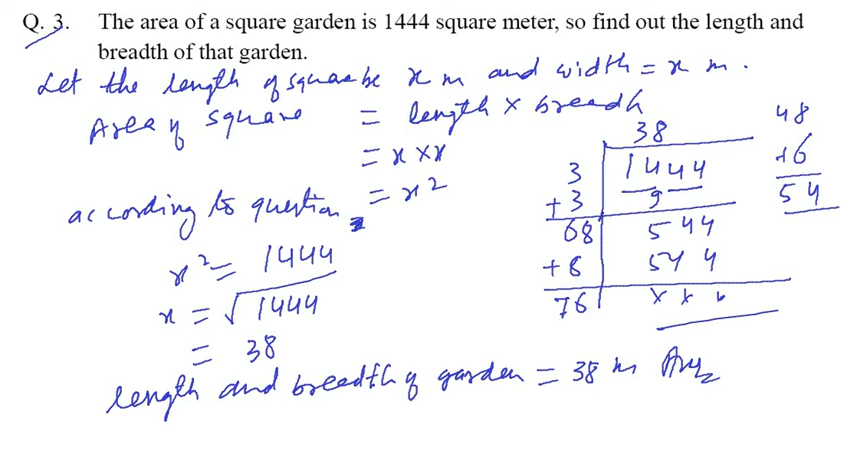 Q. 3. The area of a square garden is 1444 square meter, so find out the length and
breadth of that garden.
Let the length of square be x m and width = x m.
Area of square = length × breadth
= x × x
= x²
according to question
x² = 1444
x = √1444
= 38
length and breadth of garden = 38 m Ans
38
3 1444
+3 9
68 544
+8 544
76 × × ×
48
+6
54